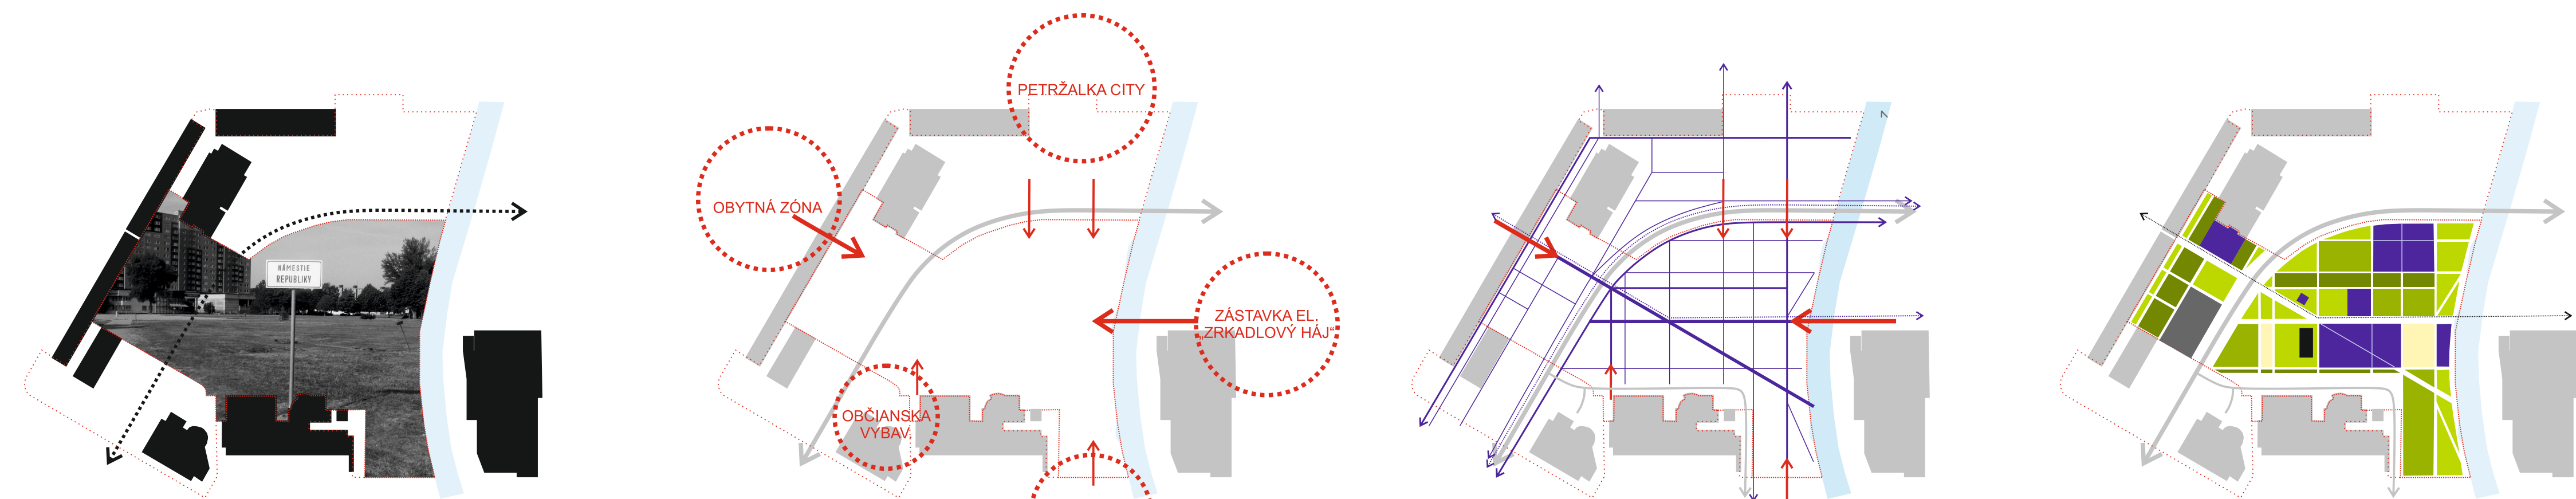 NÁMESTIE
REPUBLIKY
PETRŽALKA CITY
OBYTNÁ ZÓNA
ZÁSTAVKA EL.
„ZRKADLOVÝ HÁJ“
OBČIANSKA
VYBAV.